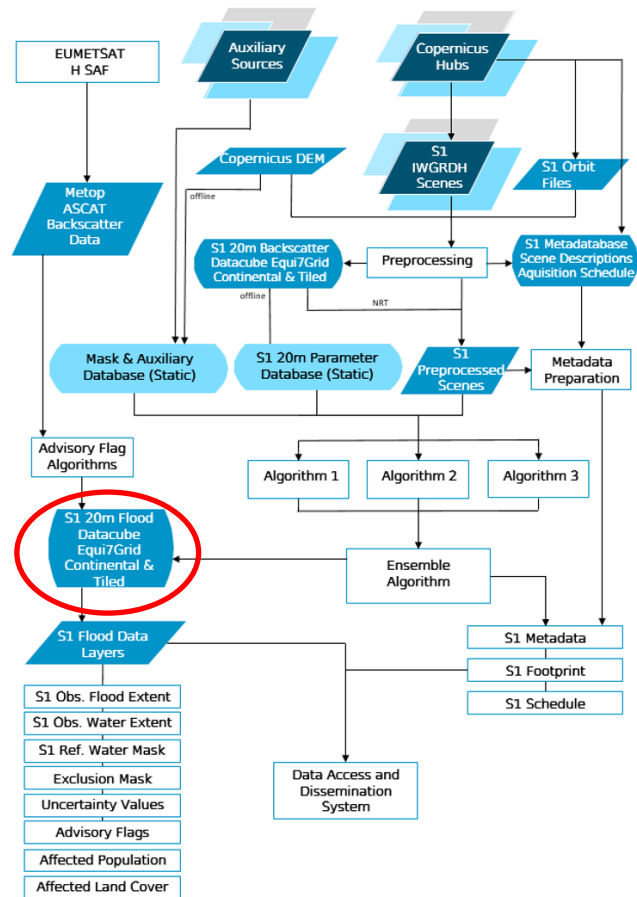 EUMETSAT
H SAF
Auxiliary
Sources
Copernicus
Hubs
Copernicus DEM
S1
IWGRDH
Scenes
S1 Orbit
Files
offline
Metop
ASCAT
Backscatter
Data
S1 20m Backscatter
Datacube Equi7Grid
Continental & Tiled
Preprocessing
S1 Metadatabase
Scene Descriptions
Aquisition Schedule
offline
NRT
Mask & Auxiliary
Database (Static)
S1 20m Parameter
Database (Static)
S1
Preprocessed
Scenes
Metadata
Preparation
Advisory Flag
Algorithms
Algorithm 1
Algorithm 2
Algorithm 3
S1 20m Flood
Datacube
Equi7Grid
Continental &
Tiled
Ensemble
Algorithm
S1 Flood Data
Layers
S1 Metadata
S1 Footprint
S1 Schedule
S1 Obs. Flood Extent
S1 Obs. Water Extent
S1 Ref. Water Mask
Exclusion Mask
Uncertainty Values
Advisory Flags
Affected Population
Affected Land Cover
Data Access and
Dissemination
System